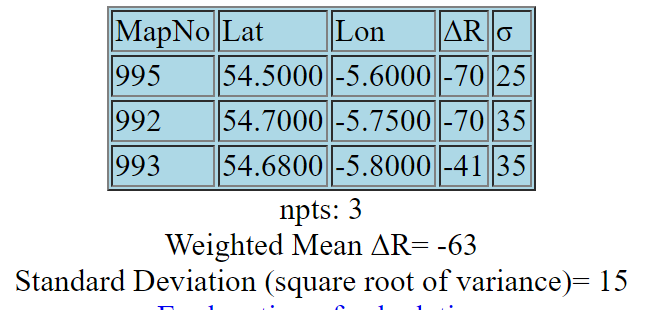 MapNo Lat Lon ΔR σ
995 54.5000 -5.6000 -70 25
992 54.7000 -5.7500 -70 35
993 54.6800 -5.8000 -41 35
npts: 3
Weighted Mean ΔR= -63
Standard Deviation (square root of variance)= 15